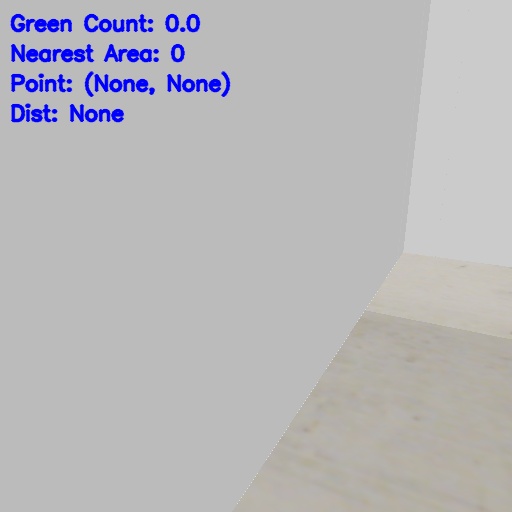 Green Count: 0.0
Nearest Area: 0
Point: (None, None)
Dist: None